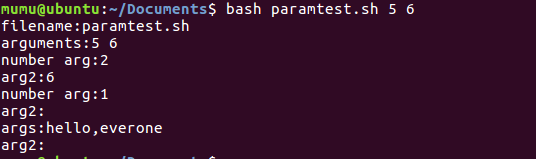 mumu@ubuntu:~/Documents$ bash paramtest.sh 5 6
filename:paramtest.sh
arguments:5 6
number arg:2
arg2:6
number arg:1
arg2:
args:hello,everone
arg2: